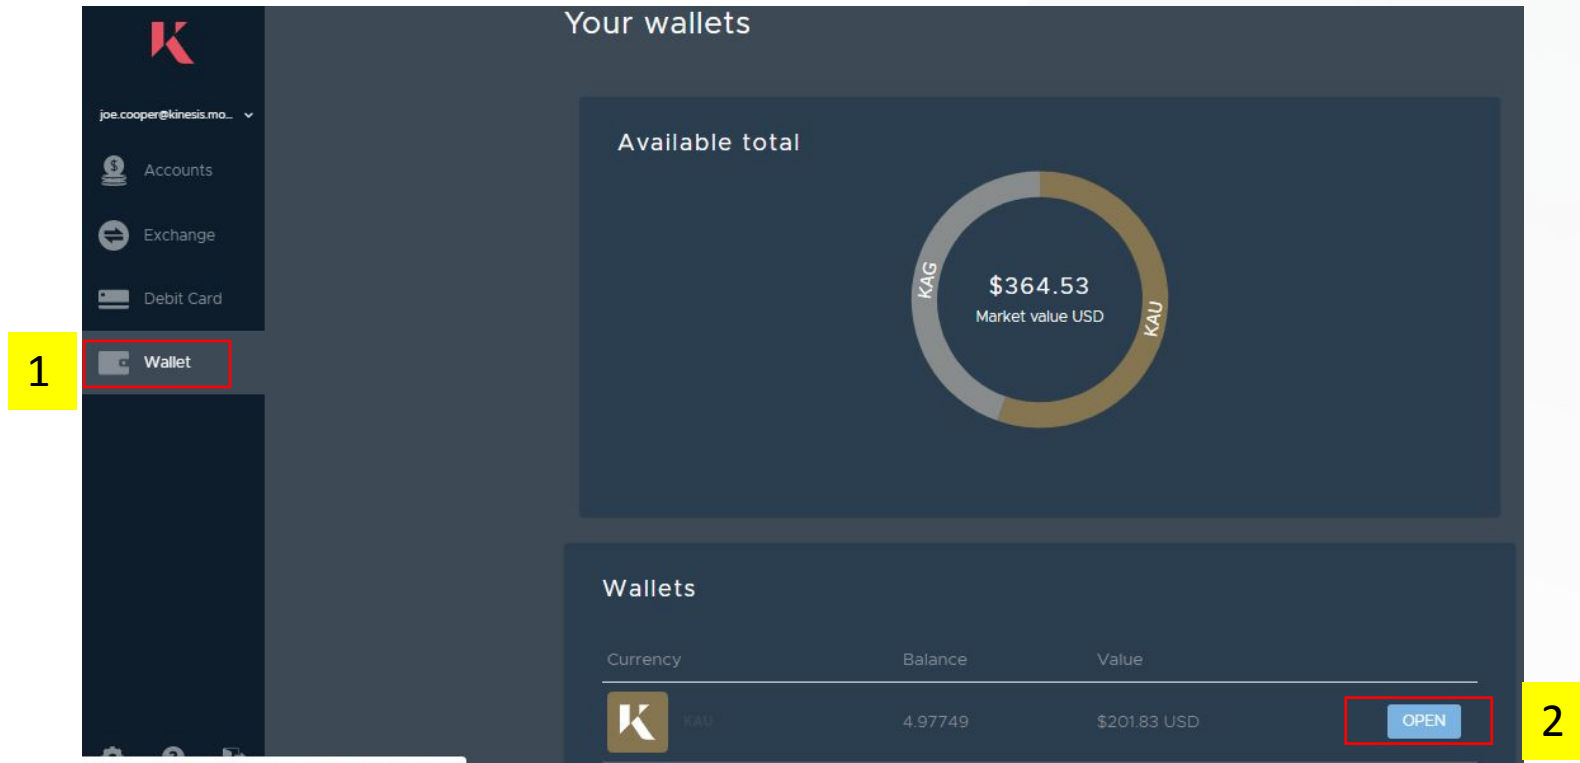 Your wallets
joe.cooper@kinesis.mo...
Accounts
Exchange
Debit Card
1
Wallet
Available total
KAG
$364.53
Market value USD
KAU
Wallets
Currency Balance Value
KAU 4.97749 $201.83 USD OPEN
2